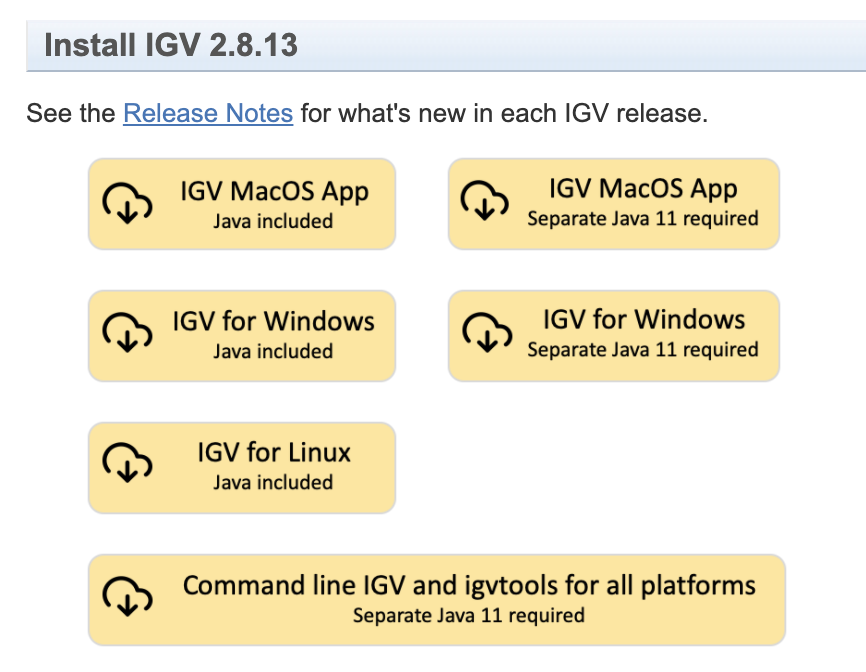 Install IGV 2.8.13
See the Release Notes for what's new in each IGV release.
IGV MacOS App
Java included
IGV MacOS App
Separate Java 11 required
IGV for Windows
Java included
IGV for Windows
Separate Java 11 required
IGV for Linux
Java included
Command line IGV and igvtools for all platforms
Separate Java 11 required